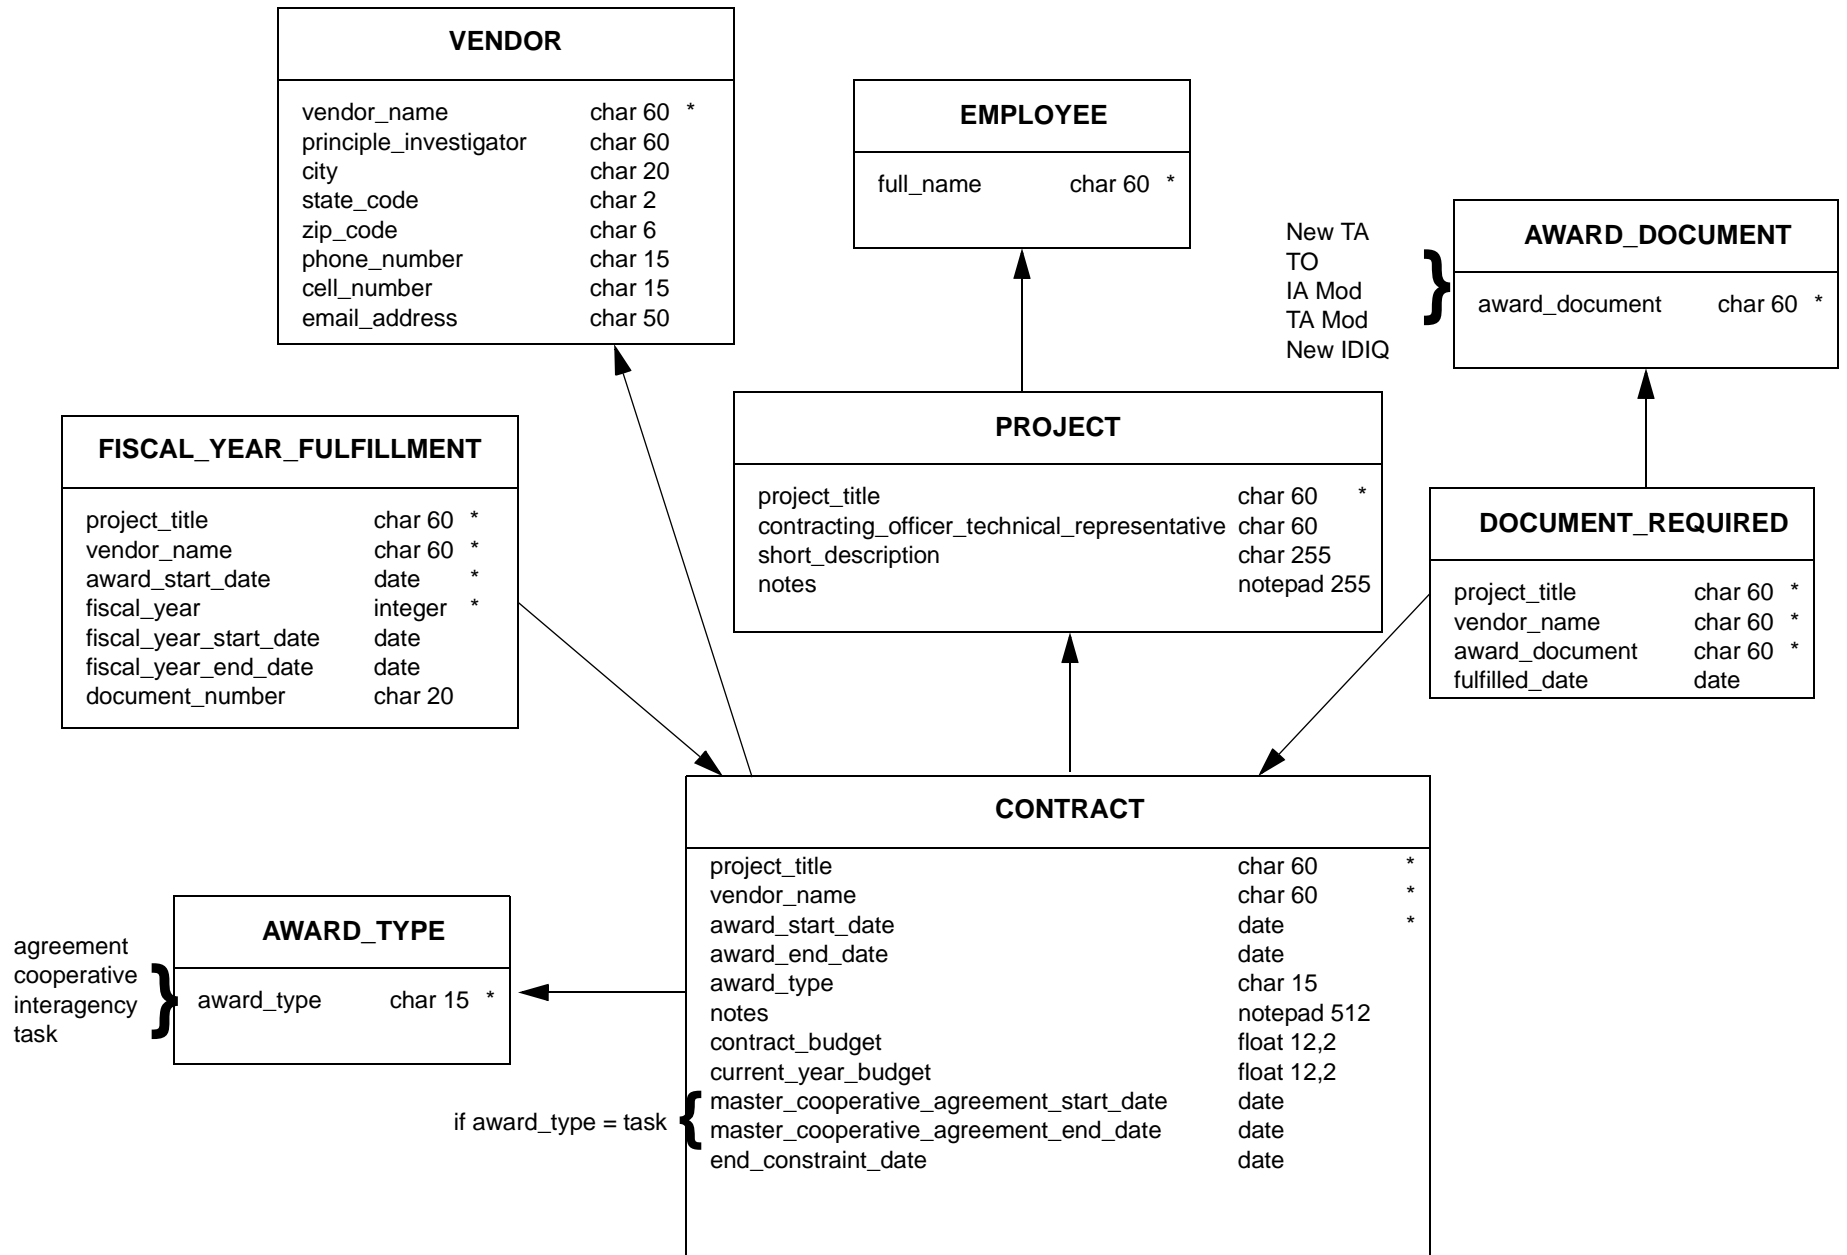 VENDOR
vendor_name char 60 *
principle_investigator char 60
city char 20
state_code char 2
zip_code char 6
phone_number char 15
cell_number char 15
email_address char 50
EMPLOYEE
full_name char 60 *
New TA
TO
IA Mod
TA Mod
New IDIQ
}
AWARD_DOCUMENT
award_document char 60 *
FISCAL_YEAR_FULFILLMENT
project_title char 60 *
vendor_name char 60 *
award_start_date date *
fiscal_year integer *
fiscal_year_start_date date
fiscal_year_end_date date
document_number char 20
PROJECT
project_title char 60 *
contracting_officer_technical_representative char 60
short_description char 255
notes notepad 255
DOCUMENT_REQUIRED
project_title char 60 *
vendor_name char 60 *
award_document char 60 *
fulfilled_date date
agreement
cooperative
interagency
task
}
AWARD_TYPE
award_type char 15 *
CONTRACT
project_title char 60 *
vendor_name char 60 *
award_start_date date *
award_end_date date
award_type char 15
notes notepad 512
contract_budget float 12,2
current_year_budget float 12,2
if award_type = task {
master_cooperative_agreement_start_date date
master_cooperative_agreement_end_date date
end_constraint_date date